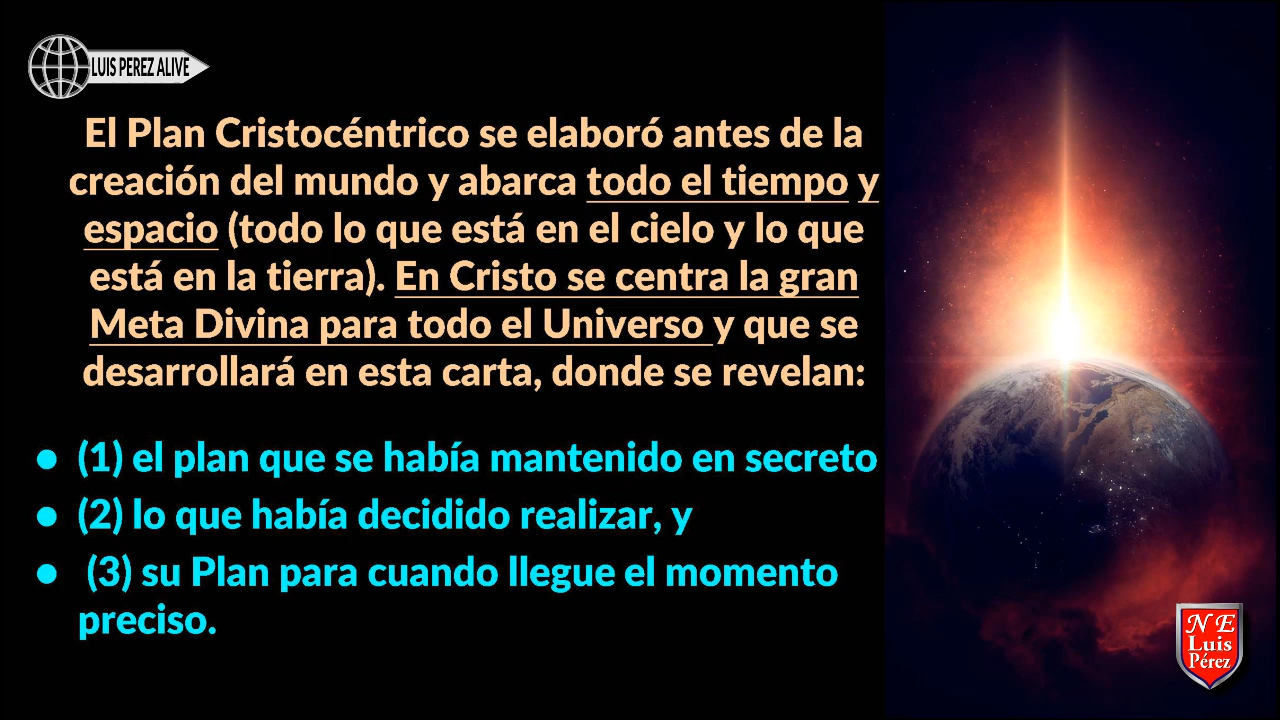 LUIS PEREZ ALIVE
El Plan Cristocéntrico se elaboró antes de la
creación del mundo y abarca todo el tiempo y
espacio (todo lo que está en el cielo y lo que
está en la tierra). En Cristo se centra la gran
Meta Divina para todo el Universo y que se
desarrollará en esta carta, donde se revelan:
• (1) el plan que se había mantenido en secreto
• (2) lo que había decidido realizar, y
• (3) su Plan para cuando llegue el momento
preciso.
N E
Luis
Pérez